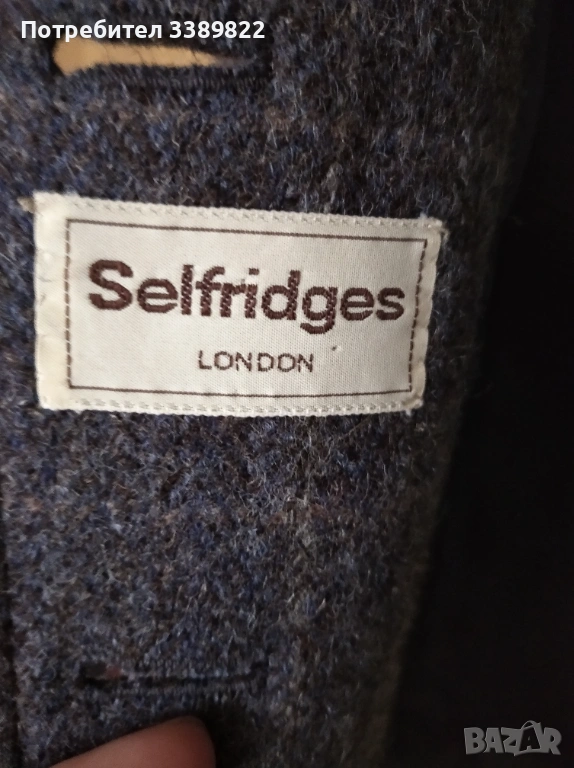 Потребител 3389822
Selfridges
LONDON
BAZAR